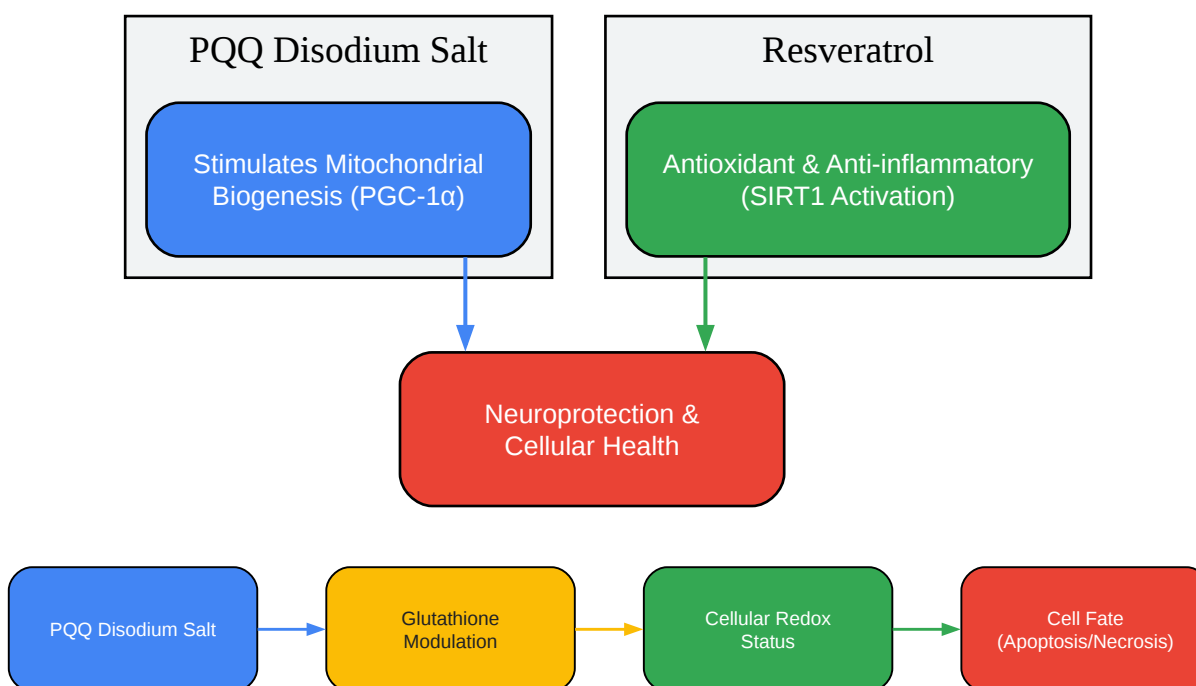 PQQ Disodium Salt
Resveratrol
Stimulates Mitochondrial
Biogenesis (PGC-1α)
Antioxidant & Anti-inflammatory
(SIRT1 Activation)
Neuroprotection &
Cellular Health
PQQ Disodium Salt
Glutathione
Modulation
Cellular Redox
Status
Cell Fate
(Apoptosis/Necrosis)